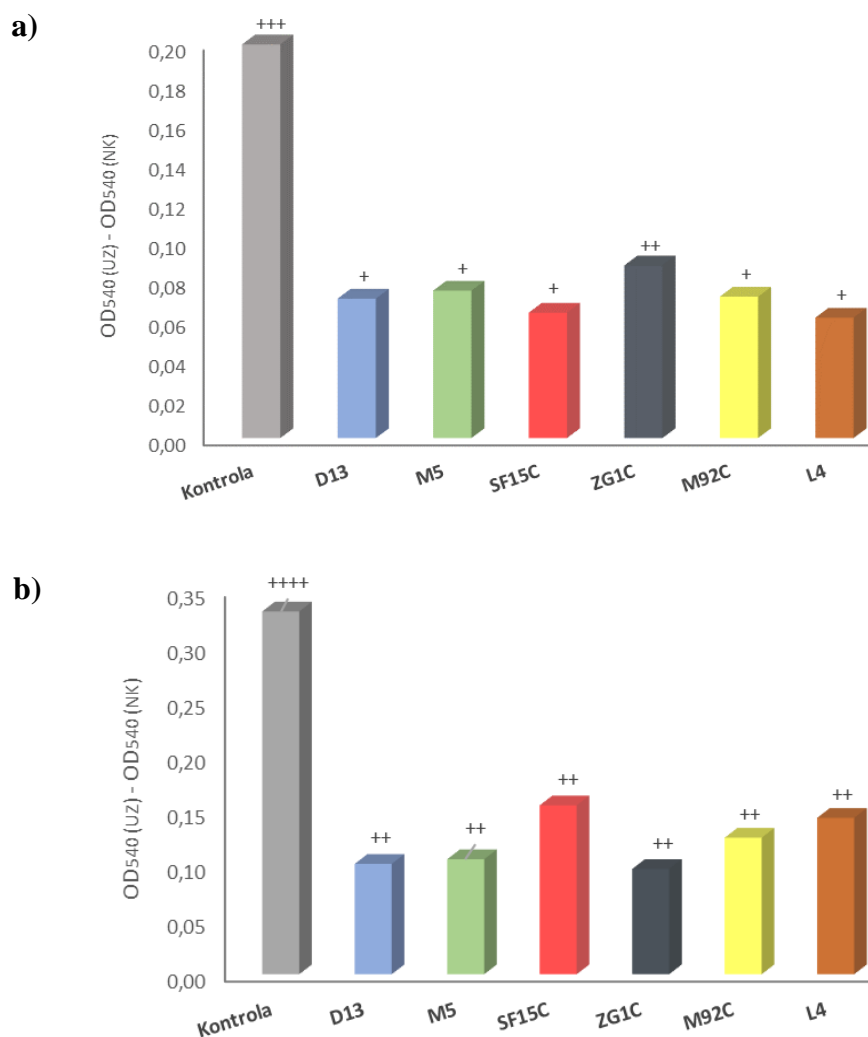 a)
OD540 (UZ) - OD540 (NK)
0,20
0,18
0,16
0,14
0,12
0,10
0,08
0,06
0,04
0,02
0,00
+++
+
+
+
++
+
+
Kontrola
D13
M5
SF15C
ZG1C
M92C
L4
b)
OD540 (UZ) - OD540 (NK)
0,35
0,30
0,25
0,20
0,15
0,10
0,05
0,00
++++
++
++
++
++
++
++
Kontrola
D13
M5
SF15C
ZG1C
M92C
L4